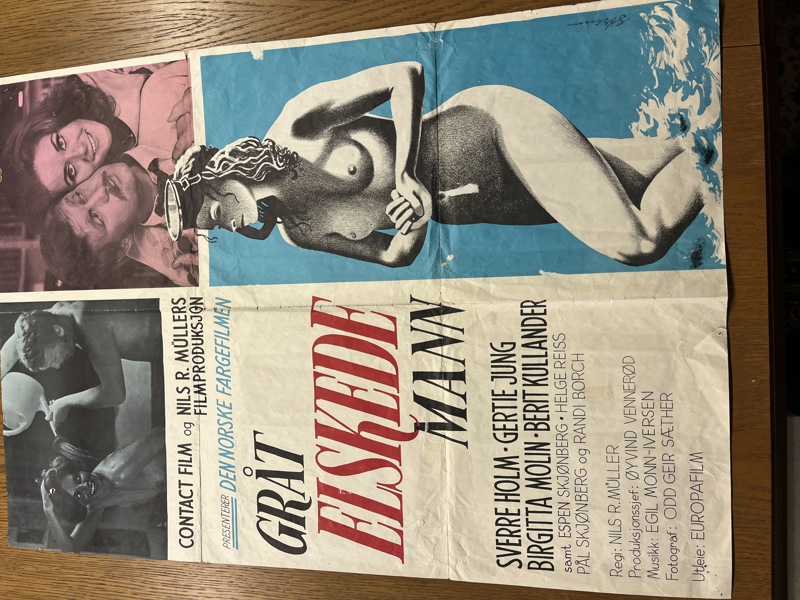 CONTACT FILM og NILS R. MÜLLERS
FILMPRODUKSJON
PRESENTERER DEN NORSKE FARGEFILMEN
GRÅT
ELSKEDE
MANN
SVERRE HOLM · GERTIE JUNG
BIRGITTA MOLIN · BERIT KULLANDER
samt ESPEN SKJØNBERG · HELGE REISS
PÅL SKJØNBERG og RANDI BORCH
Regi: NILS R. MÜLLER
Produksjonssjef: ØYVIND VENNERØD
Musikk: EGIL MONN-IVERSEN
Fotograf: ODD GEIR SÆTHER
Utleie: EUROPAFILM